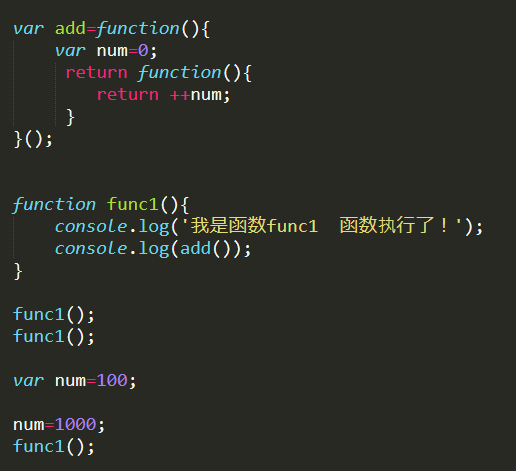 var add=function(){
    var num=0;
     return function(){
        return ++num;
     }
}();
function func1(){
    console.log('我是函数func1  函数执行了！');
    console.log(add());
}
func1();
func1();
var num=100;
num=1000;
func1();